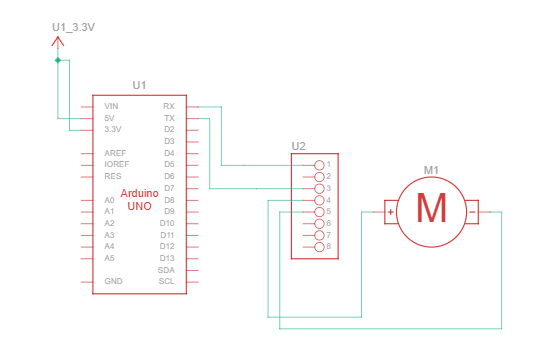 U1_3.3V
U1
VIN
5V
3.3V
AREF
IOREF
RES
A0
A1
A2
A3
A4
A5
GND
Arduino
UNO
RX
TX
D2
D3
D4
D5
D6
D7
D8
D9
D10
D11
D12
D13
SDA
SCL
U2
1
2
3
4
5
6
7
8
M1
+
M
−